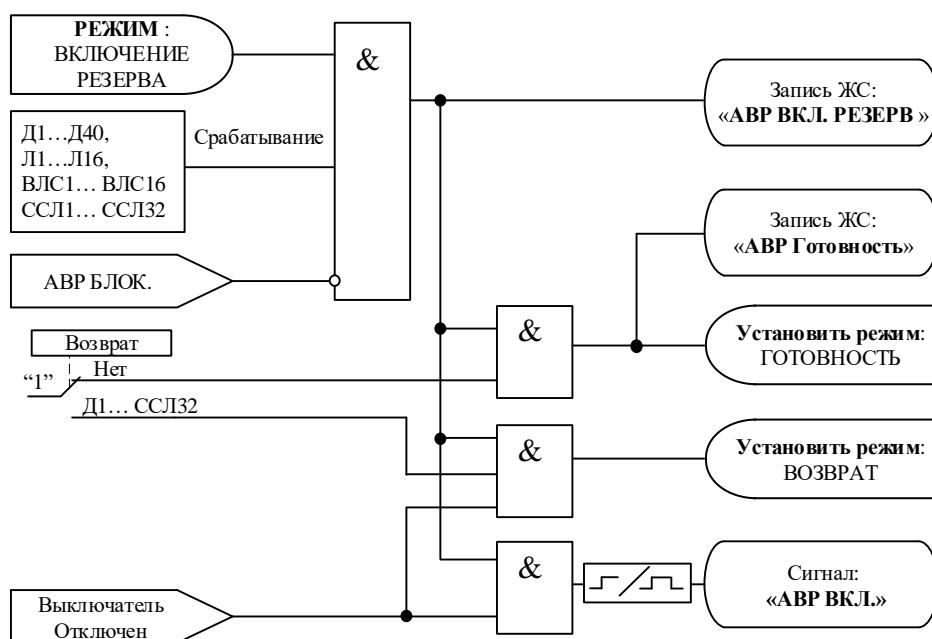 РЕЖИМ :
ВКЛЮЧЕНИЕ
РЕЗЕРВА
&
Запись ЖС:
«АВР ВКЛ. РЕЗЕРВ »
Д1…Д40,
Л1…Л16,
ВЛС1… ВЛС16
ССЛ1… ССЛ32
Срабатывание
Запись ЖС:
«АВР Готовность»
АВР БЛОК.
&
Установить режим:
ГОТОВНОСТЬ
Возврат
“1”
Нет
Д1… ССЛ32
&
Установить режим:
ВОЗВРАТ
&
Сигнал:
«АВР ВКЛ.»
Выключатель
Отключен